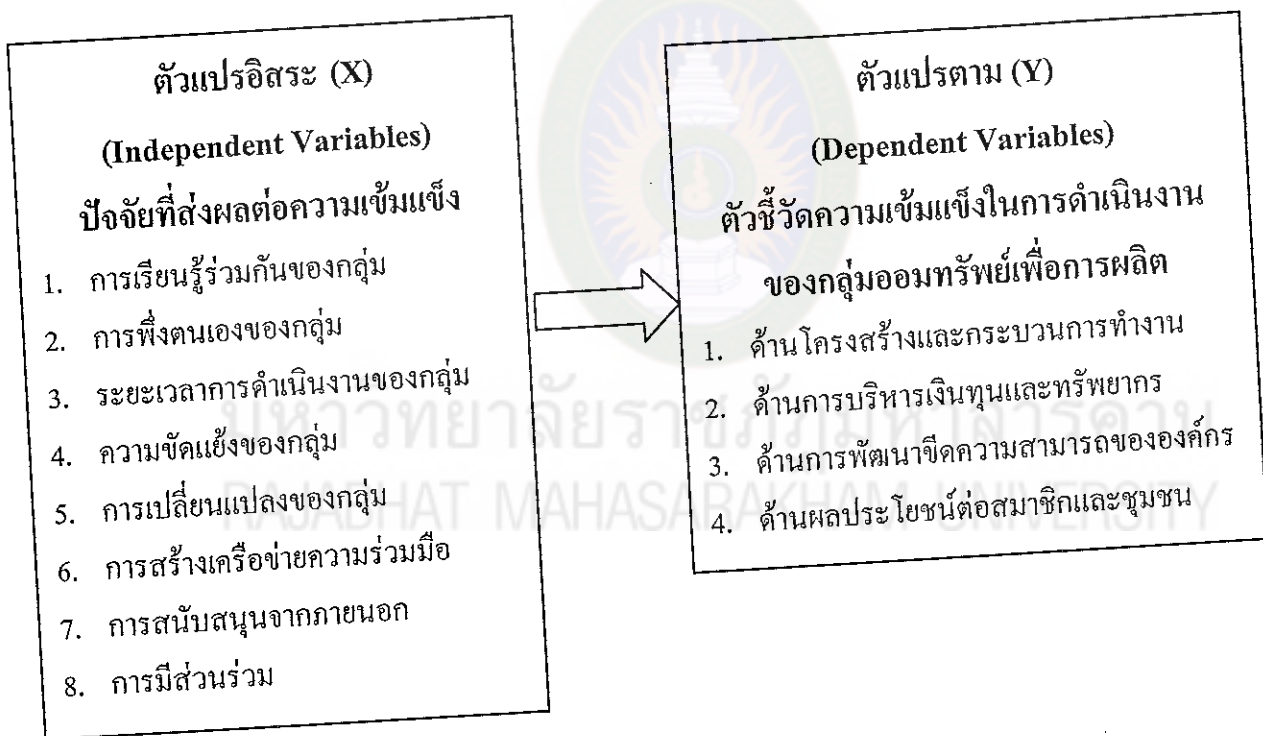 ตัวแปรอิสระ (X)
(Independent Variables)
ปัจจัยที่ส่งผลต่อความเข้มแข็ง
1. การเรียนรู้ร่วมกันของกลุ่ม
2. การพึ่งตนเองของกลุ่ม
3. ระยะเวลาการดำเนินงานของกลุ่ม
4. ความขัดแย้งของกลุ่ม
5. การเปลี่ยนแปลงของกลุ่ม
6. การสร้างเครือข่ายความร่วมมือ
7. การสนับสนุนจากภายนอก
8. การมีส่วนร่วม
ตัวแปรตาม (Y)
(Dependent Variables)
ตัวชี้วัดความเข้มแข็งในการดำเนินงาน
ของกลุ่มออมทรัพย์เพื่อการผลิต
1. ด้านโครงสร้างและกระบวนการทำงาน
2. ด้านการบริหารเงินทุนและทรัพยากร
3. ด้านการพัฒนาขีดความสามารถขององค์กร
4. ด้านผลประโยชน์ต่อสมาชิกและชุมชน
มหาวิทยาลัยราชภัฏมหาสารคาม
RAJABHAT MAHASARAKHAM UNIVERSITY